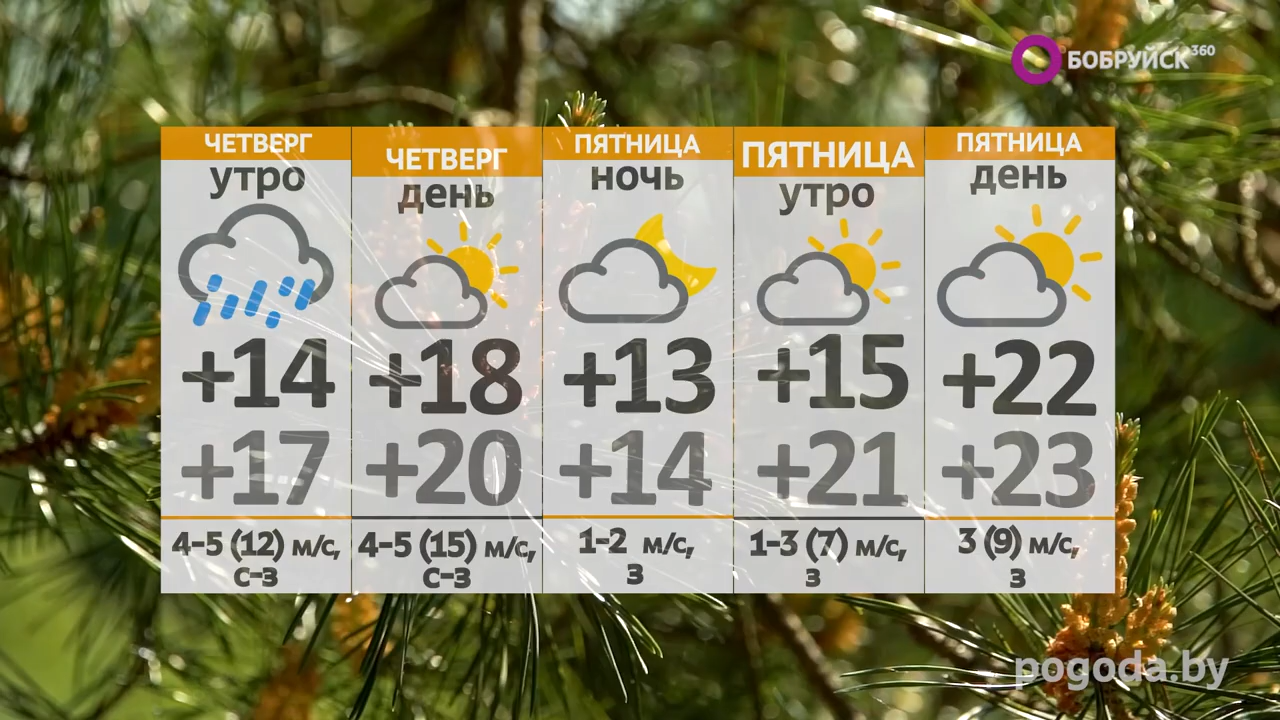 БОБРУЙСК 360
ЧЕТВЕРГ
утро
+14
+17
4-5 (12) м/с,
С-З
ЧЕТВЕРГ
день
+18
+20
4-5 (15) м/с,
С-З
ПЯТНИЦА
ночь
+13
+14
1-2 м/с,
З
ПЯТНИЦА
утро
+15
+21
1-3 (7) м/с,
З
ПЯТНИЦА
день
+22
+23
3 (9) м/с,
З
pogoda.by